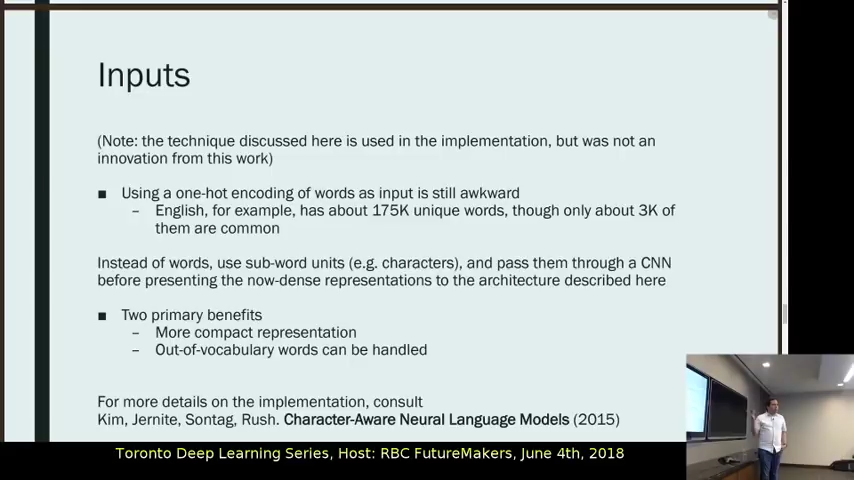 Inputs
(Note: the technique discussed here is used in the implementation, but was not an
innovation from this work)
■ Using a one-hot encoding of words as input is still awkward
– English, for example, has about 175K unique words, though only about 3K of
them are common
Instead of words, use sub-word units (e.g. characters), and pass them through a CNN
before presenting the now-dense representations to the architecture described here
■ Two primary benefits
– More compact representation
– Out-of-vocabulary words can be handled
For more details on the implementation, consult
Kim, Jernite, Sontag, Rush. Character-Aware Neural Language Models (2015)
Toronto Deep Learning Series, Host: RBC FutureMakers, June 4th, 2018